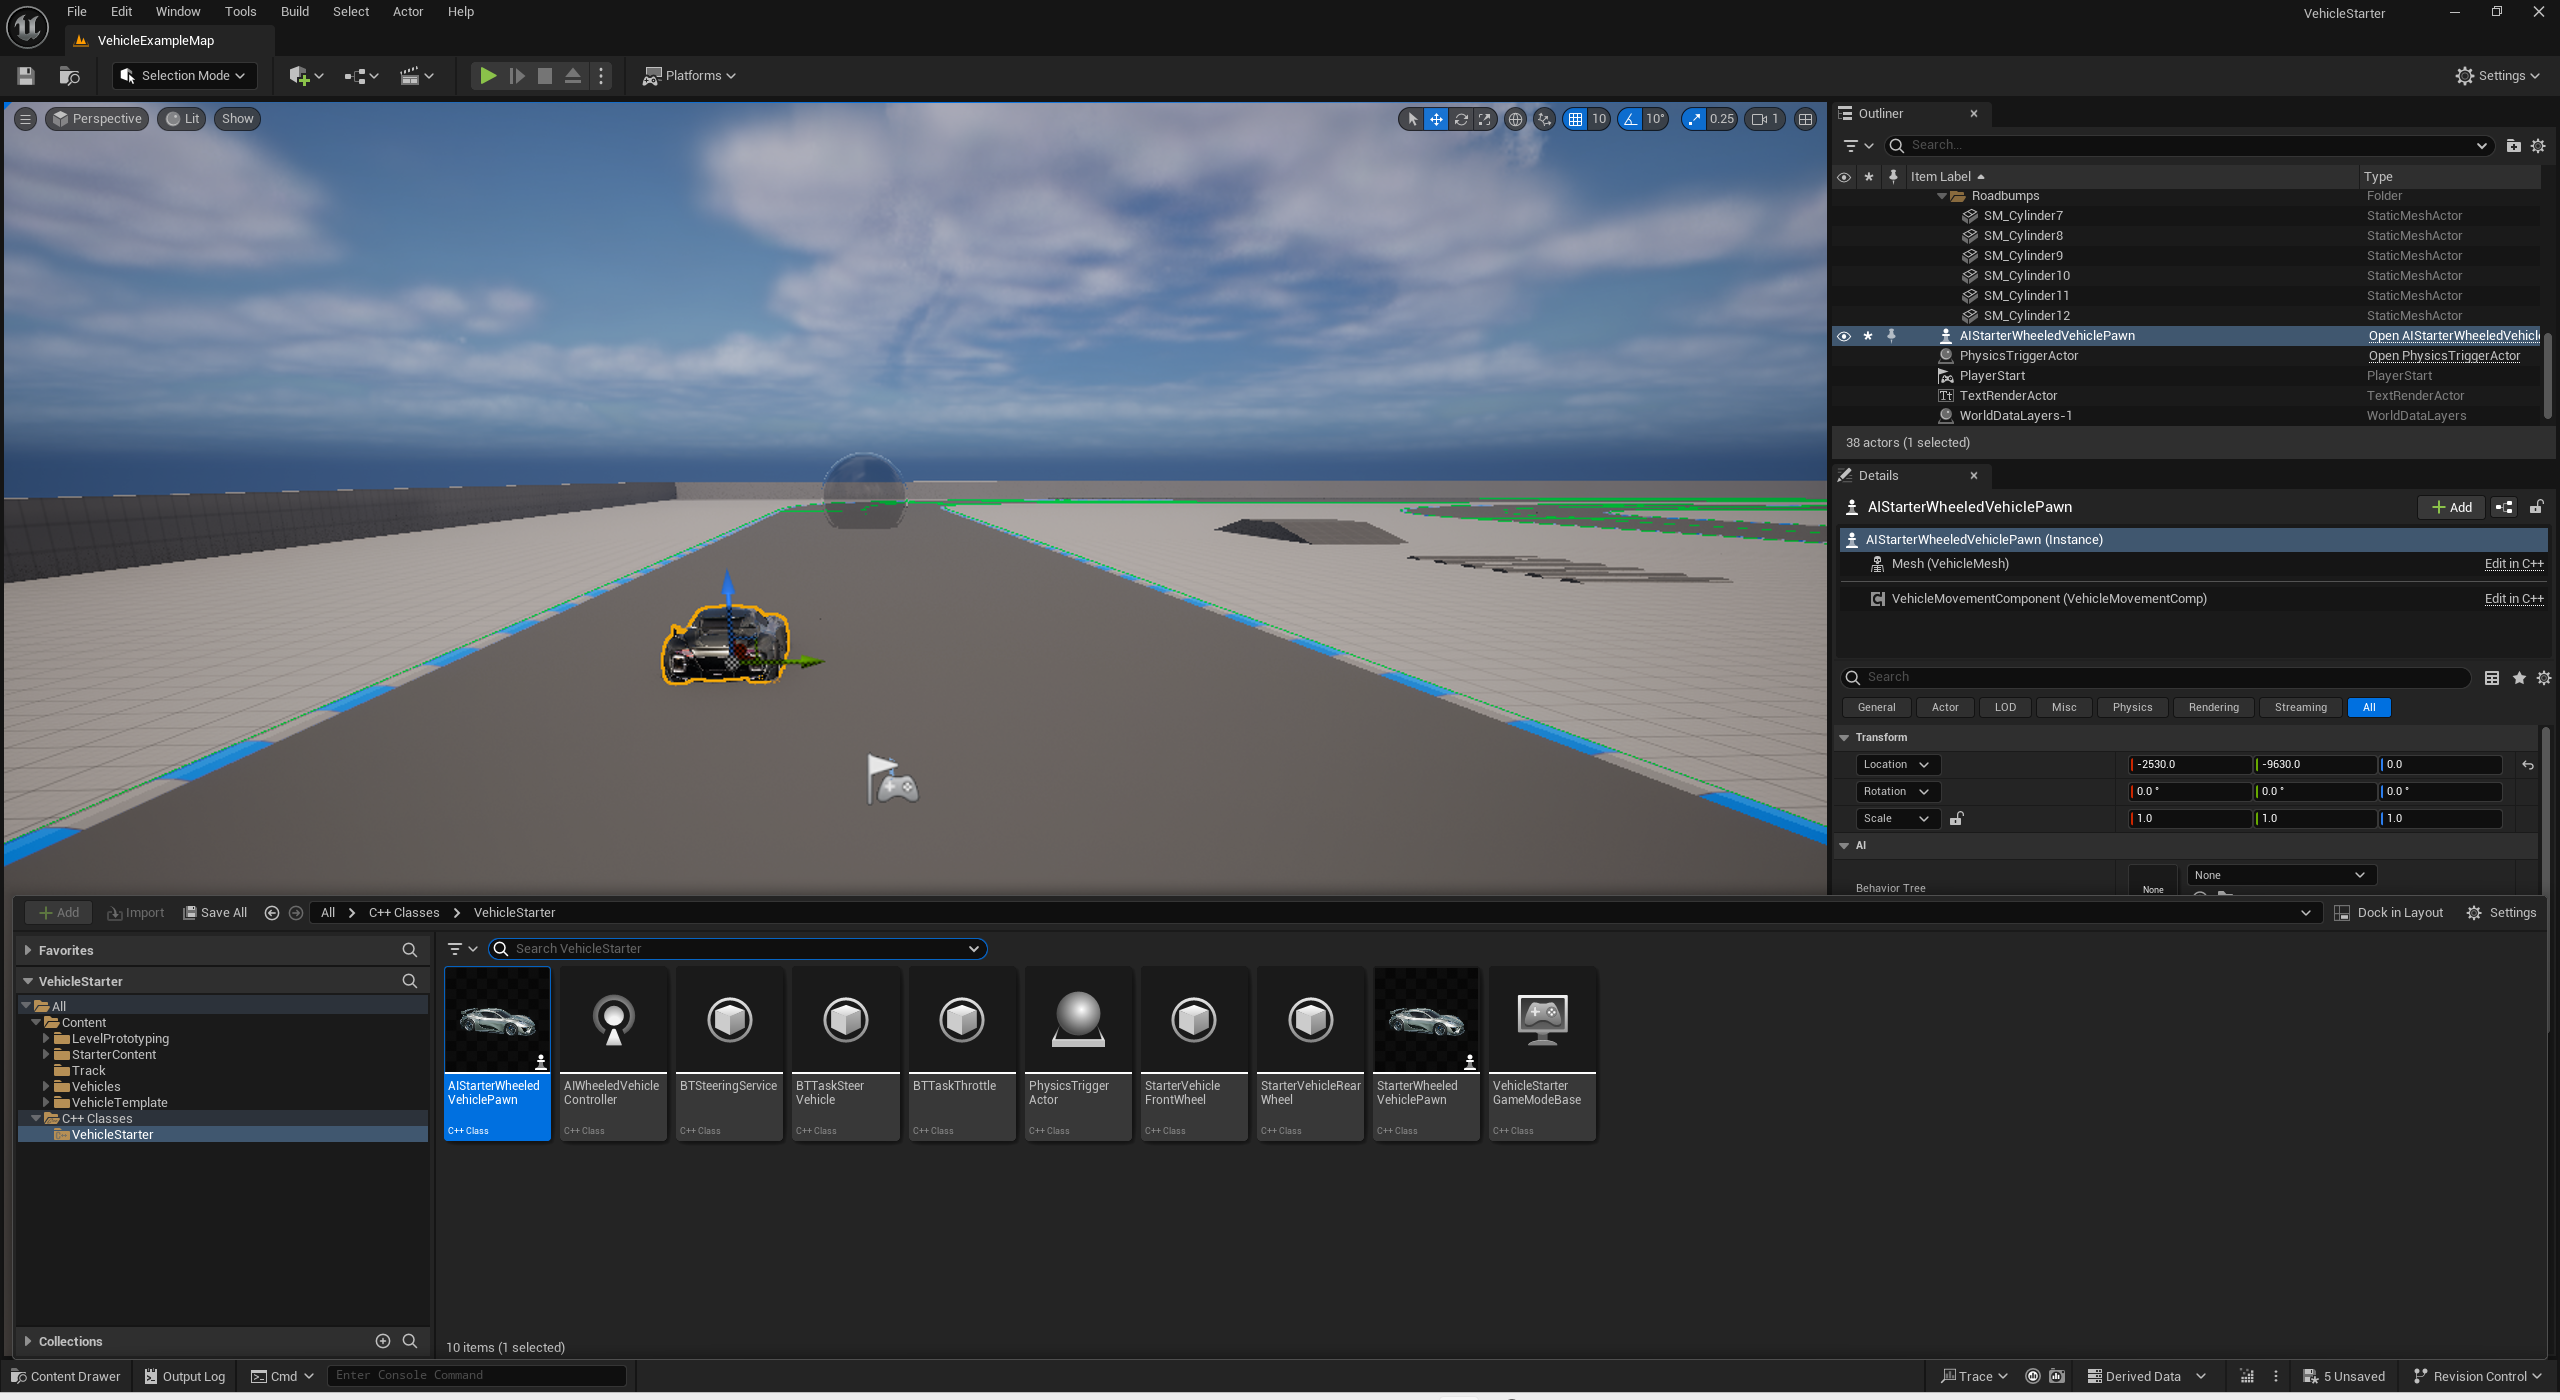 File Edit Window Tools Build Select Actor Help
VehicleStarter
VehicleExampleMap
Selection Mode
Platforms
Settings
Perspective Lit Show
10 10° 0.25 1
Outliner
Search...
Item Label Type
Roadbumps Folder
SM_Cylinder7 StaticMeshActor
SM_Cylinder8 StaticMeshActor
SM_Cylinder9 StaticMeshActor
SM_Cylinder10 StaticMeshActor
SM_Cylinder11 StaticMeshActor
SM_Cylinder12 StaticMeshActor
AIStarterWheeledVehiclePawn Open AIStarterWheeledVehicl
PhysicsTriggerActor Open PhysicsTriggerActor
PlayerStart PlayerStart
TextRenderActor TextRenderActor
WorldDataLayers-1 WorldDataLayers
38 actors (1 selected)
Details
AIStarterWheeledVehiclePawn
Add
AIStarterWheeledVehiclePawn (Instance)
Mesh (VehicleMesh) Edit in C++
VehicleMovementComponent (VehicleMovementComp) Edit in C++
Search
General Actor LOD Misc Physics Rendering Streaming All
Transform
Location -2530.0 -9630.0 0.0
Rotation 0.0 ° 0.0 ° 0.0 °
Scale 1.0 1.0 1.0
AI
Behavior Tree None None
Add Import Save All All C++ Classes VehicleStarter Dock in Layout Settings
Favorites
VehicleStarter
All
Content
LevelPrototyping
StarterContent
Track
Vehicles
VehicleTemplate
C++ Classes
VehicleStarter
Collections
Search VehicleStarter
AIStarterWheeled
VehiclePawn
C++ Class
AIWheeledVehicle
Controller
C++ Class
BTSteeringService
C++ Class
BTTaskSteer
Vehicle
C++ Class
BTTaskThrottle
C++ Class
PhysicsTrigger
Actor
C++ Class
StarterVehicle
FrontWheel
C++ Class
StarterVehicleRear
Wheel
C++ Class
StarterWheeled
VehiclePawn
C++ Class
VehicleStarter
GameModeBase
C++ Class
10 items (1 selected)
Content Drawer Output Log Cmd Enter Console Command
Trace Derived Data 5 Unsaved Revision Control